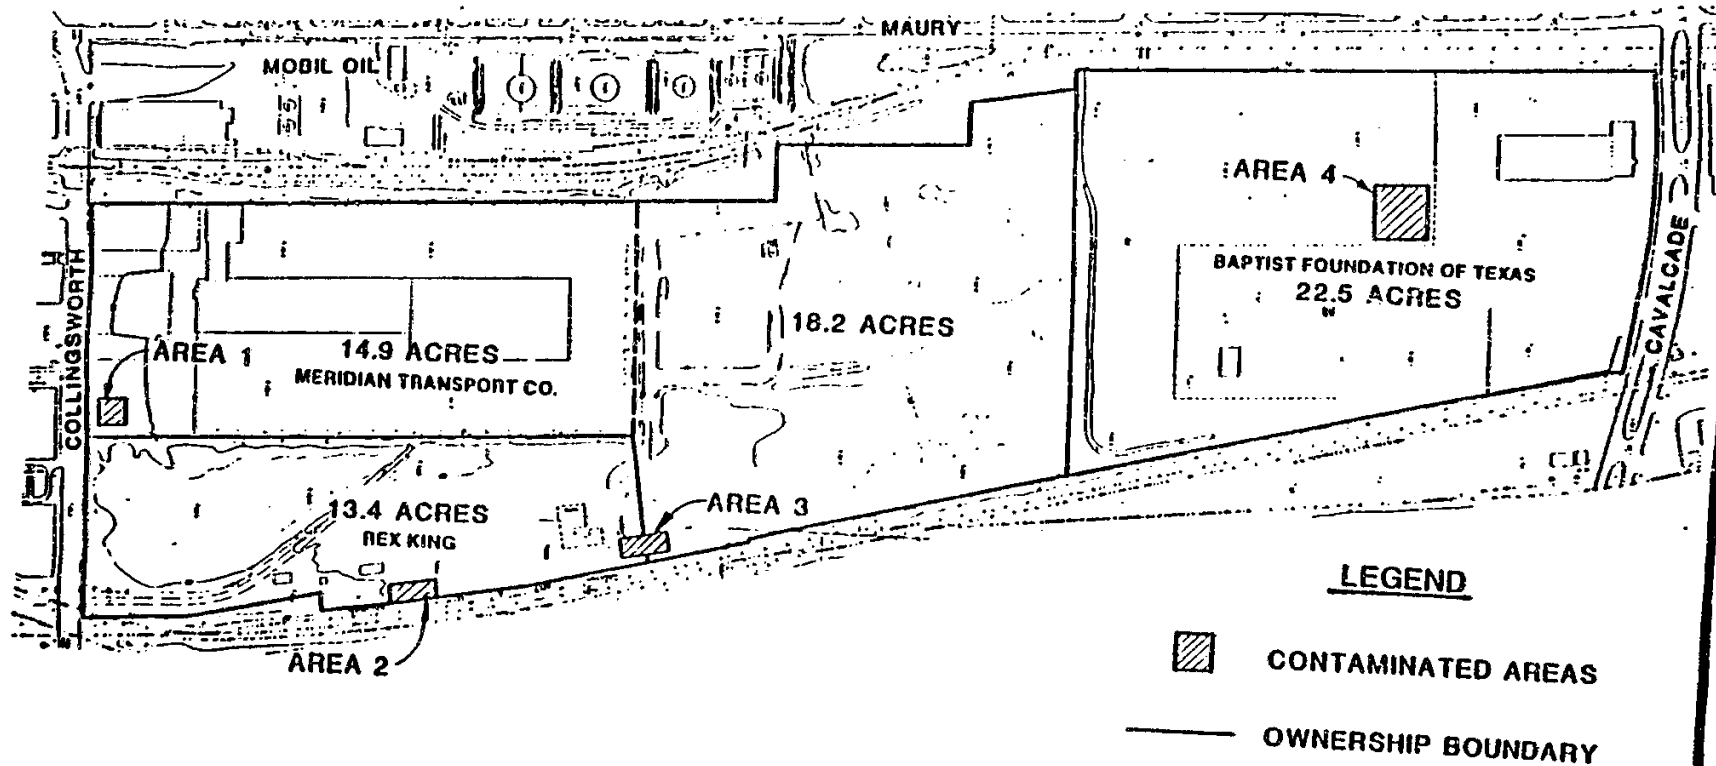 MAURY
MOBIL OIL
AREA 4
COLLINGSWORTH
CAVALCADE
BAPTIST FOUNDATION OF TEXAS
22.5 ACRES
18.2 ACRES
AREA 1
14.9 ACRES
MERIDIAN TRANSPORT CO.
AREA 3
13.4 ACRES
REX KING
AREA 2
LEGEND
CONTAMINATED AREAS
OWNERSHIP BOUNDARY